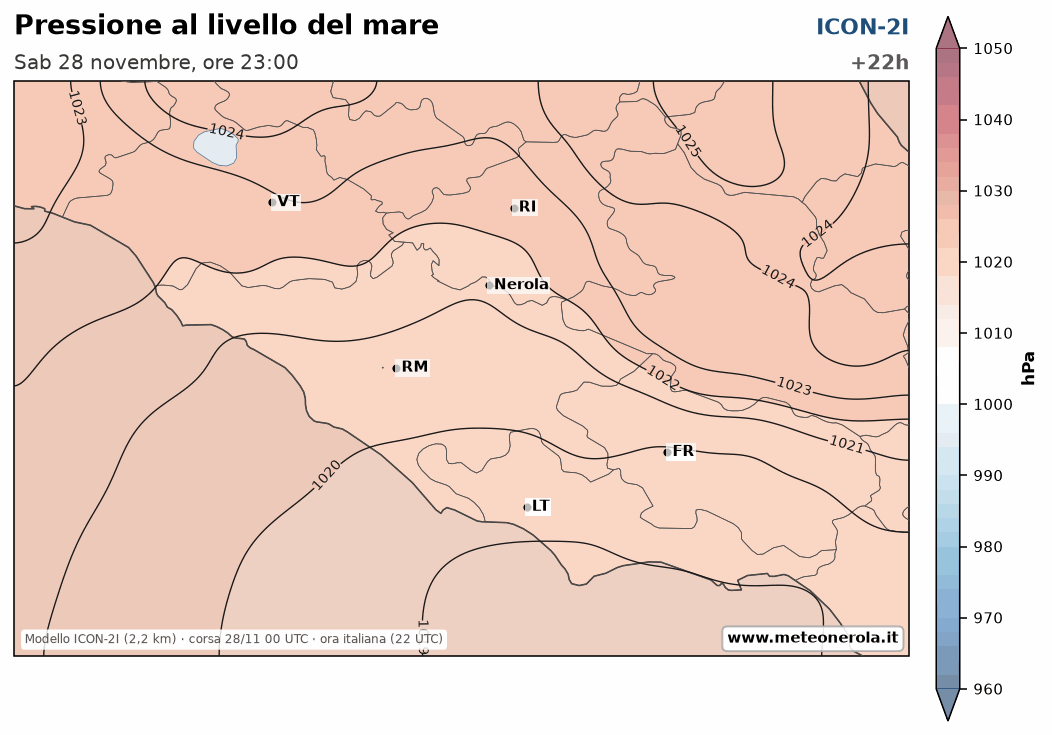 Pressione al livello del mare
ICON-2I
Sab 28 novembre, ore 23:00
+22h
1023
1024
1025
VT
RI
1024
1024
Nerola
RM
1022
1023
1021
FR
1020
LT
1019
Modello ICON-2I (2,2 km) · corsa 28/11 00 UTC · ora italiana (22 UTC)
www.meteonerola.it
1050
1040
1030
1020
1010
1000
990
980
970
960
hPa